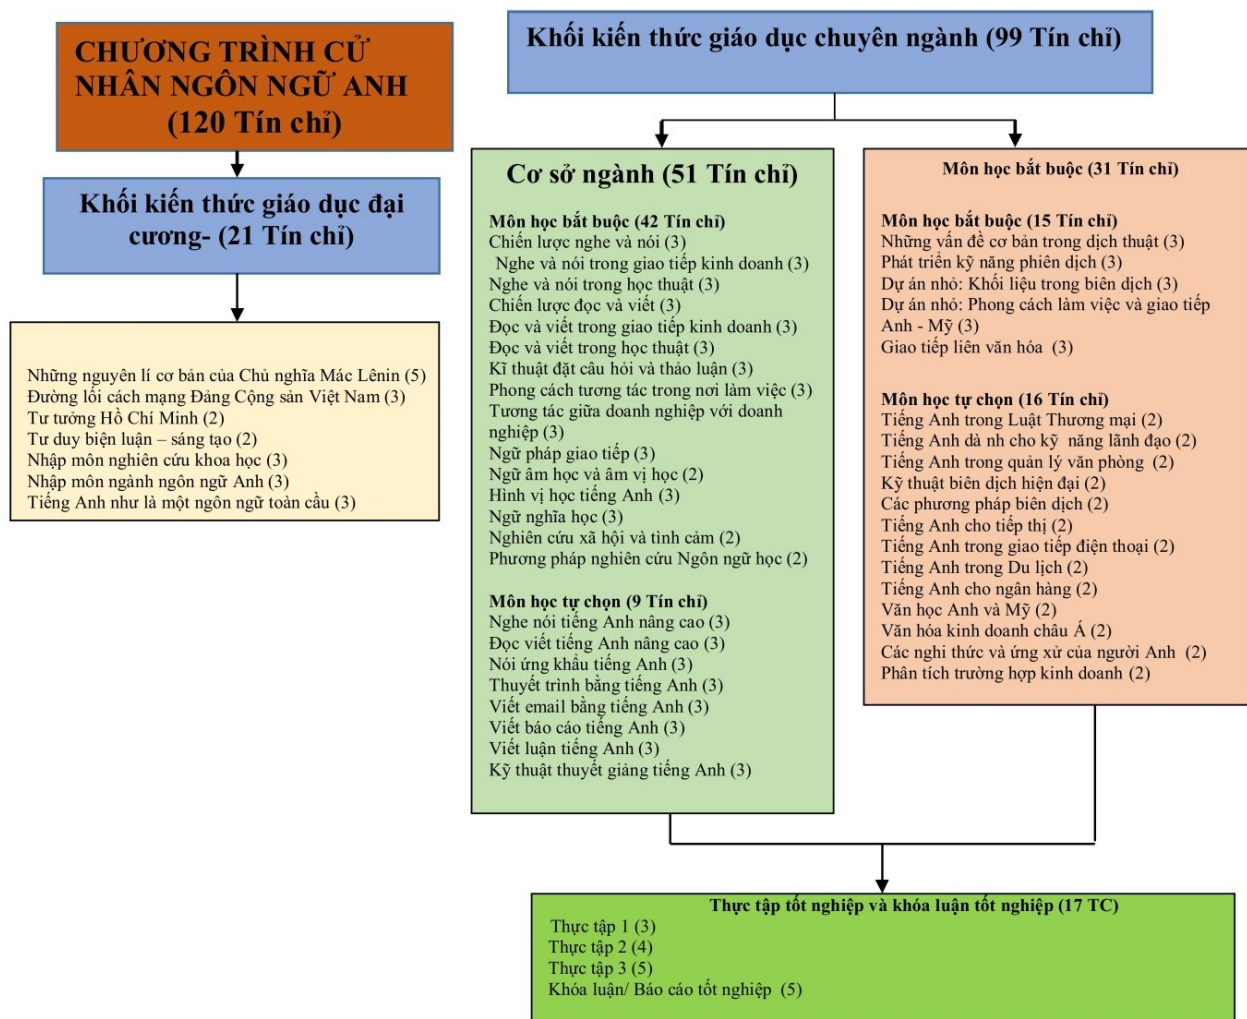 CHƯƠNG TRÌNH CỬ
NHÂN NGÔN NGỮ ANH
(120 Tín chỉ)
Khối kiến thức giáo dục đại
cương- (21 Tín chỉ)
Những nguyên lí cơ bản của Chủ nghĩa Mác Lênin (5)
Đường lối cách mạng Đảng Cộng sản Việt Nam (3)
Tư tưởng Hồ Chí Minh (2)
Tư duy biện luận – sáng tạo (2)
Nhập môn nghiên cứu khoa học (3)
Nhập môn ngành ngôn ngữ Anh (3)
Tiếng Anh như là một ngôn ngữ toàn cầu (3)
Khối kiến thức giáo dục chuyên ngành (99 Tín chỉ)
Cơ sở ngành (51 Tín chỉ)
Môn học bắt buộc (42 Tín chỉ)
Chiến lược nghe và nói (3)
Nghe và nói trong giao tiếp kinh doanh (3)
Nghe và nói trong học thuật (3)
Chiến lược đọc và viết (3)
Đọc và viết trong giao tiếp kinh doanh (3)
Đọc và viết trong học thuật (3)
Kĩ thuật đặt câu hỏi và thảo luận (3)
Phong cách tương tác trong nơi làm việc (3)
Tương tác giữa doanh nghiệp với doanh
nghiệp (3)
Ngữ pháp giao tiếp (3)
Ngữ âm học và âm vị học (2)
Hình vị học tiếng Anh (3)
Ngữ nghĩa học (3)
Nghiên cứu xã hội và tình cảm (2)
Phương pháp nghiên cứu Ngôn ngữ học (2)
Môn học tự chọn (9 Tín chỉ)
Nghe nói tiếng Anh nâng cao (3)
Đọc viết tiếng Anh nâng cao (3)
Nói ứng khẩu tiếng Anh (3)
Thuyết trình bằng tiếng Anh (3)
Viết email bằng tiếng Anh (3)
Viết báo cáo tiếng Anh (3)
Viết luận tiếng Anh (3)
Kỹ thuật thuyết giảng tiếng Anh (3)
Môn học bắt buộc (31 Tín chỉ)
Môn học bắt buộc (15 Tín chỉ)
Những vấn đề cơ bản trong dịch thuật (3)
Phát triển kỹ năng phiên dịch (3)
Dự án nhỏ: Khối liệu trong biên dịch (3)
Dự án nhỏ: Phong cách làm việc và giao tiếp
Anh - Mỹ (3)
Giao tiếp liên văn hóa (3)
Môn học tự chọn (16 Tín chỉ)
Tiếng Anh trong Luật Thương mại (2)
Tiếng Anh dà nh cho kỹ năng lãnh đạo (2)
Tiếng Anh trong quản lý văn phòng (2)
Kỹ thuật biên dịch hiện đại (2)
Các phương pháp biên dịch (2)
Tiếng Anh cho tiếp thị (2)
Tiếng Anh trong giao tiếp điện thoại (2)
Tiếng Anh trong Du lịch (2)
Tiếng Anh cho ngân hàng (2)
Văn học Anh và Mỹ (2)
Văn hóa kinh doanh châu Á (2)
Các nghi thức và ứng xử của người Anh (2)
Phân tích trường hợp kinh doanh (2)
Thực tập tốt nghiệp và khóa luận tốt nghiệp (17 TC)
Thực tập 1 (3)
Thực tập 2 (4)
Thực tập 3 (5)
Khóa luận/ Báo cáo tốt nghiệp (5)